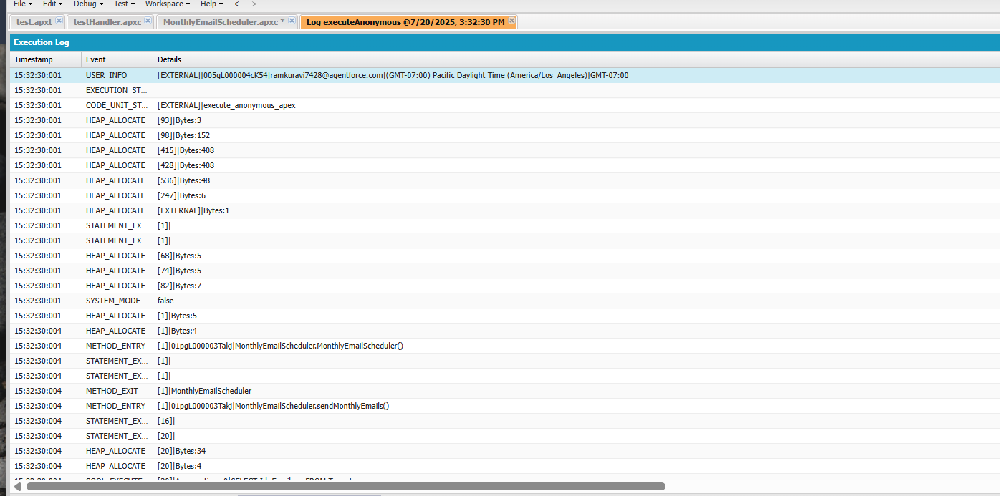 File Edit Debug Test Workspace Help < >
test.apxt testHandler.apxc MonthlyEmailScheduler.apxc * Log executeAnonymous @7/20/2025, 3:32:30 PM
Execution Log
Timestamp Event Details
15:32:30:001 USER_INFO [EXTERNAL]|005gL000004cK54|ramkuravi7428@agentforce.com|(GMT-07:00) Pacific Daylight Time (America/Los_Angeles)|GMT-07:00
15:32:30:001 EXECUTION_ST...
15:32:30:001 CODE_UNIT_ST... [EXTERNAL]|execute_anonymous_apex
15:32:30:001 HEAP_ALLOCATE [93]|Bytes:3
15:32:30:001 HEAP_ALLOCATE [98]|Bytes:152
15:32:30:001 HEAP_ALLOCATE [415]|Bytes:408
15:32:30:001 HEAP_ALLOCATE [428]|Bytes:408
15:32:30:001 HEAP_ALLOCATE [536]|Bytes:48
15:32:30:001 HEAP_ALLOCATE [247]|Bytes:6
15:32:30:001 HEAP_ALLOCATE [EXTERNAL]|Bytes:1
15:32:30:001 STATEMENT_EX... [1]|
15:32:30:001 STATEMENT_EX... [1]|
15:32:30:001 HEAP_ALLOCATE [68]|Bytes:5
15:32:30:001 HEAP_ALLOCATE [74]|Bytes:5
15:32:30:001 HEAP_ALLOCATE [82]|Bytes:7
15:32:30:001 SYSTEM_MODE... false
15:32:30:001 HEAP_ALLOCATE [1]|Bytes:5
15:32:30:004 HEAP_ALLOCATE [1]|Bytes:4
15:32:30:004 METHOD_ENTRY [1]|01pgL000003Takj|MonthlyEmailScheduler.MonthlyEmailScheduler()
15:32:30:004 STATEMENT_EX... [1]|
15:32:30:004 STATEMENT_EX... [1]|
15:32:30:004 METHOD_EXIT [1]|MonthlyEmailScheduler
15:32:30:004 METHOD_ENTRY [1]|01pgL000003Takj|MonthlyEmailScheduler.sendMonthlyEmails()
15:32:30:004 STATEMENT_EX... [16]|
15:32:30:004 STATEMENT_EX... [20]|
15:32:30:004 HEAP_ALLOCATE [20]|Bytes:34
15:32:30:004 HEAP_ALLOCATE [20]|Bytes:4